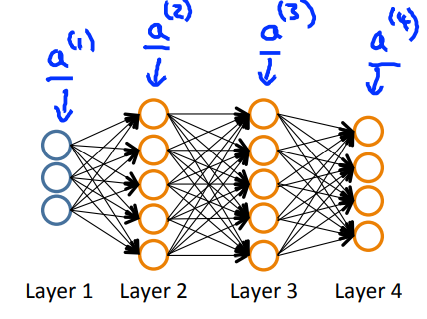 a(1) a(2) a(3) a(4)
Layer 1 Layer 2 Layer 3 Layer 4